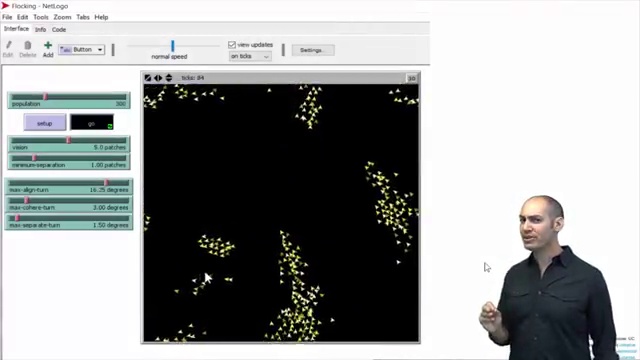 Flocking - NetLogo
File Edit Tools Zoom Tabs Help
Interface Info Code
Edit Delete Add Button normal speed view updates on ticks Settings...
ticks: 84 3D
population 300
setup go
vision 5.0 patches
minimum-separation 1.00 patches
max-align-turn 16.25 degrees
max-cohere-turn 3.00 degrees
max-separate-turn 1.50 degrees